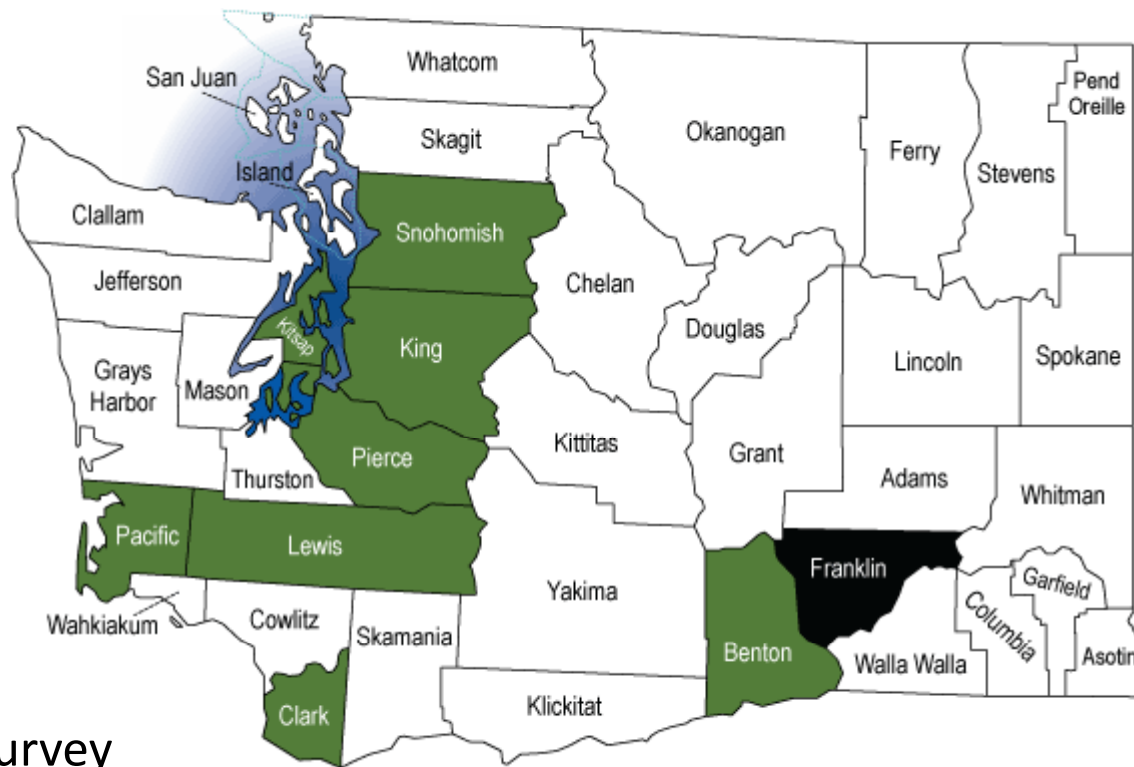 Whatcom
San Juan
Skagit
Okanogan
Pend
Oreille
Ferry
Stevens
Island
Clallam
Snohomish
Jefferson
Chelan
Douglas
Kitsap
King
Lincoln
Spokane
Grays
Harbor
Mason
Kittitas
Grant
Pierce
Thurston
Adams
Whitman
Pacific
Lewis
Franklin
Yakima
Garfield
Columbia
Wahkiakum
Cowlitz
Skamania
Benton
Walla Walla
Asotin
Klickitat
Clark
urvey